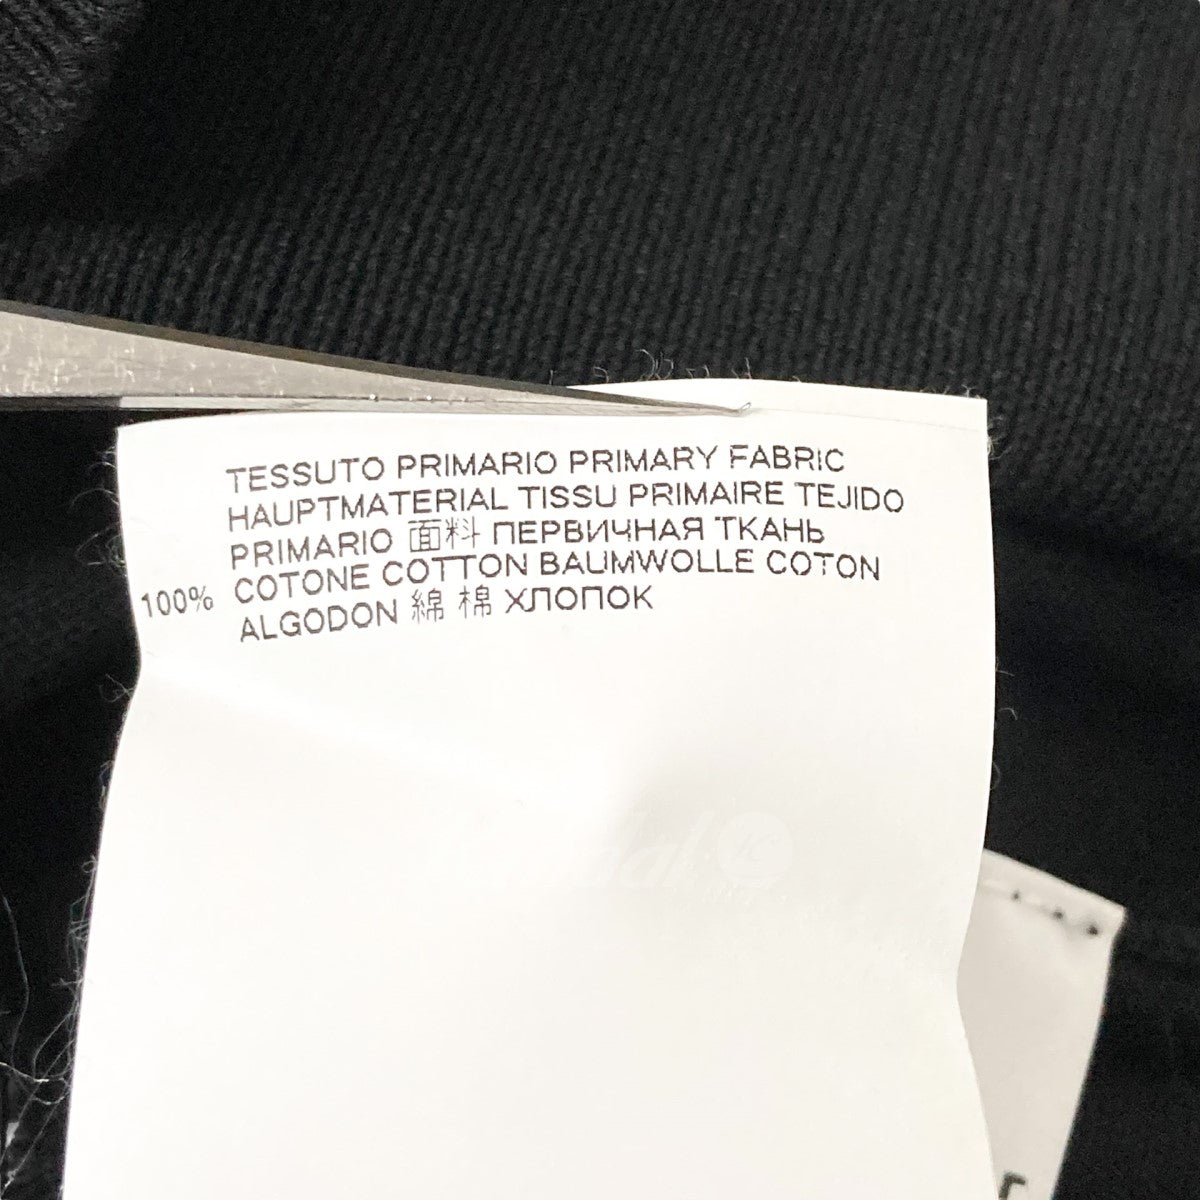 TESSUTO PRIMARIO PRIMARY FABRIC
HAUPTMATERIAL TISSU PRIMAIRE TEJIDO
PRIMARIO 面料 ПЕРВИЧНАЯ ТКАНЬ
100% COTONE COTTON BAUMWOLLE COTON
ALGODON 綿 棉 ХЛОПОК